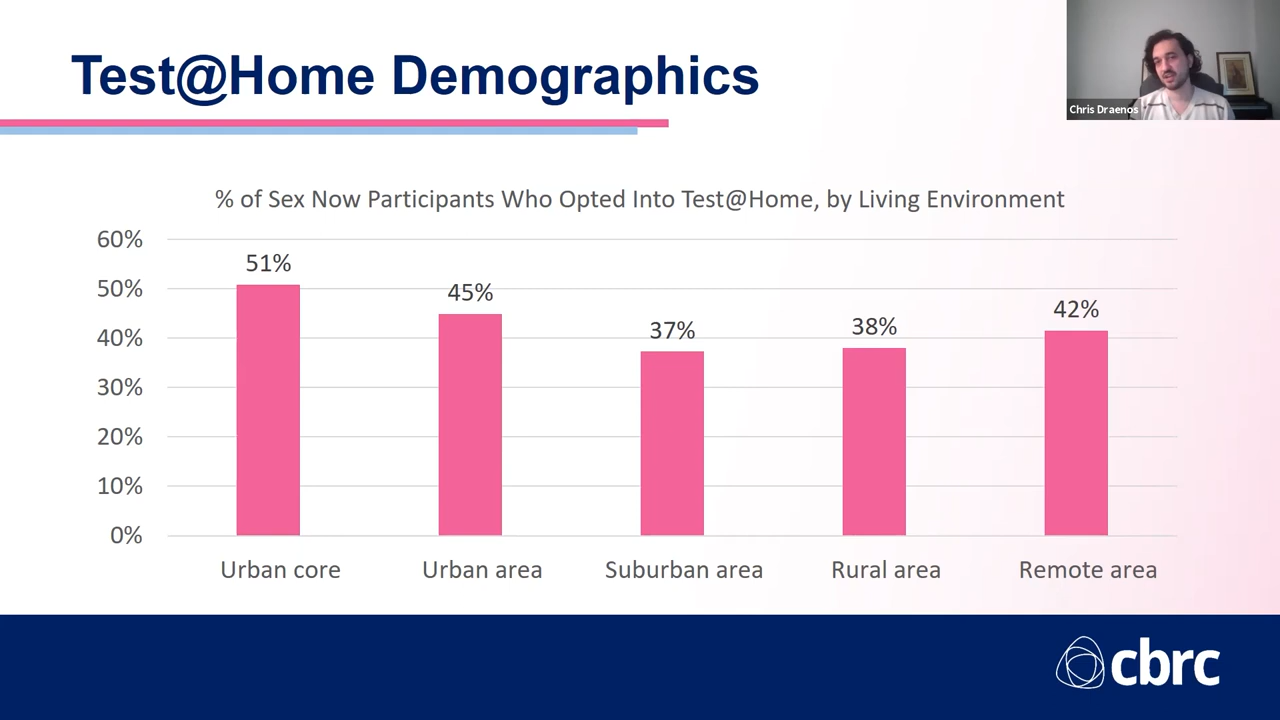 Test@Home Demographics
Chris Draenos
% of Sex Now Participants Who Opted Into Test@Home, by Living Environment
60%
50%
40%
30%
20%
10%
0%
51%
45%
37%
38%
42%
Urban core
Urban area
Suburban area
Rural area
Remote area
cbrc